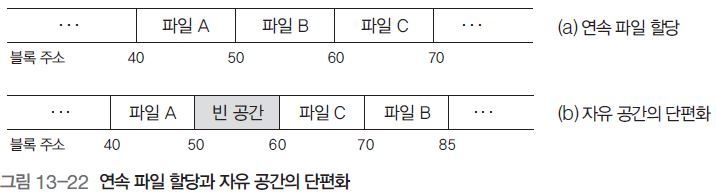 ··· 파일 A 파일 B 파일 C ··· (a) 연속 파일 할당
블록 주소 40 50 60 70
··· 파일 A 빈 공간 파일 C 파일 B ··· (b) 자유 공간의 단편화
블록 주소 40 50 60 70 85
그림 13-22 연속 파일 할당과 자유 공간의 단편화